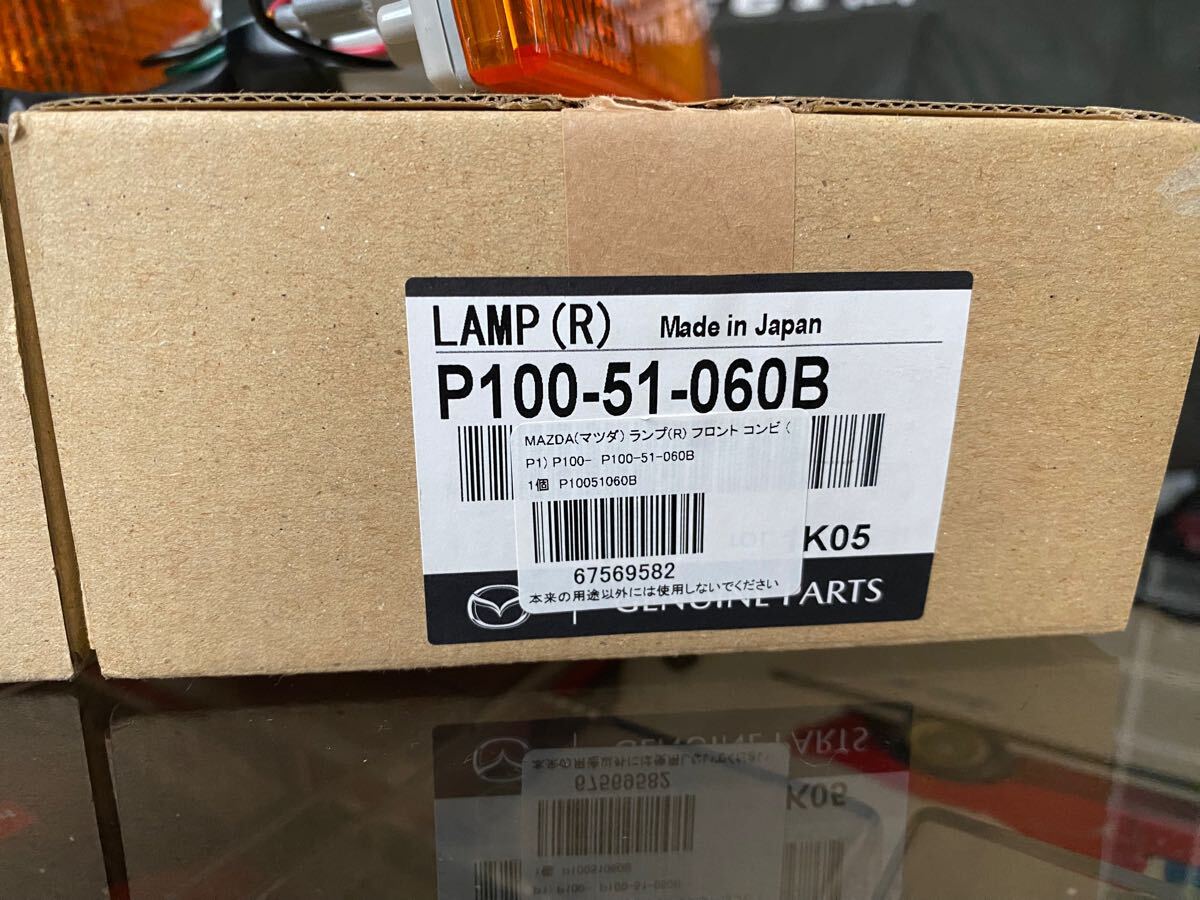 LAMP(R) Made in Japan
P100-51-060B
MAZDA(マツダ) ランプ(R) フロント コンビ (
P1) P100- P100-51-060B
1個 P10051060B
K05
67569582
本来の用途以外には使用しないでください
GENUINE PARTS